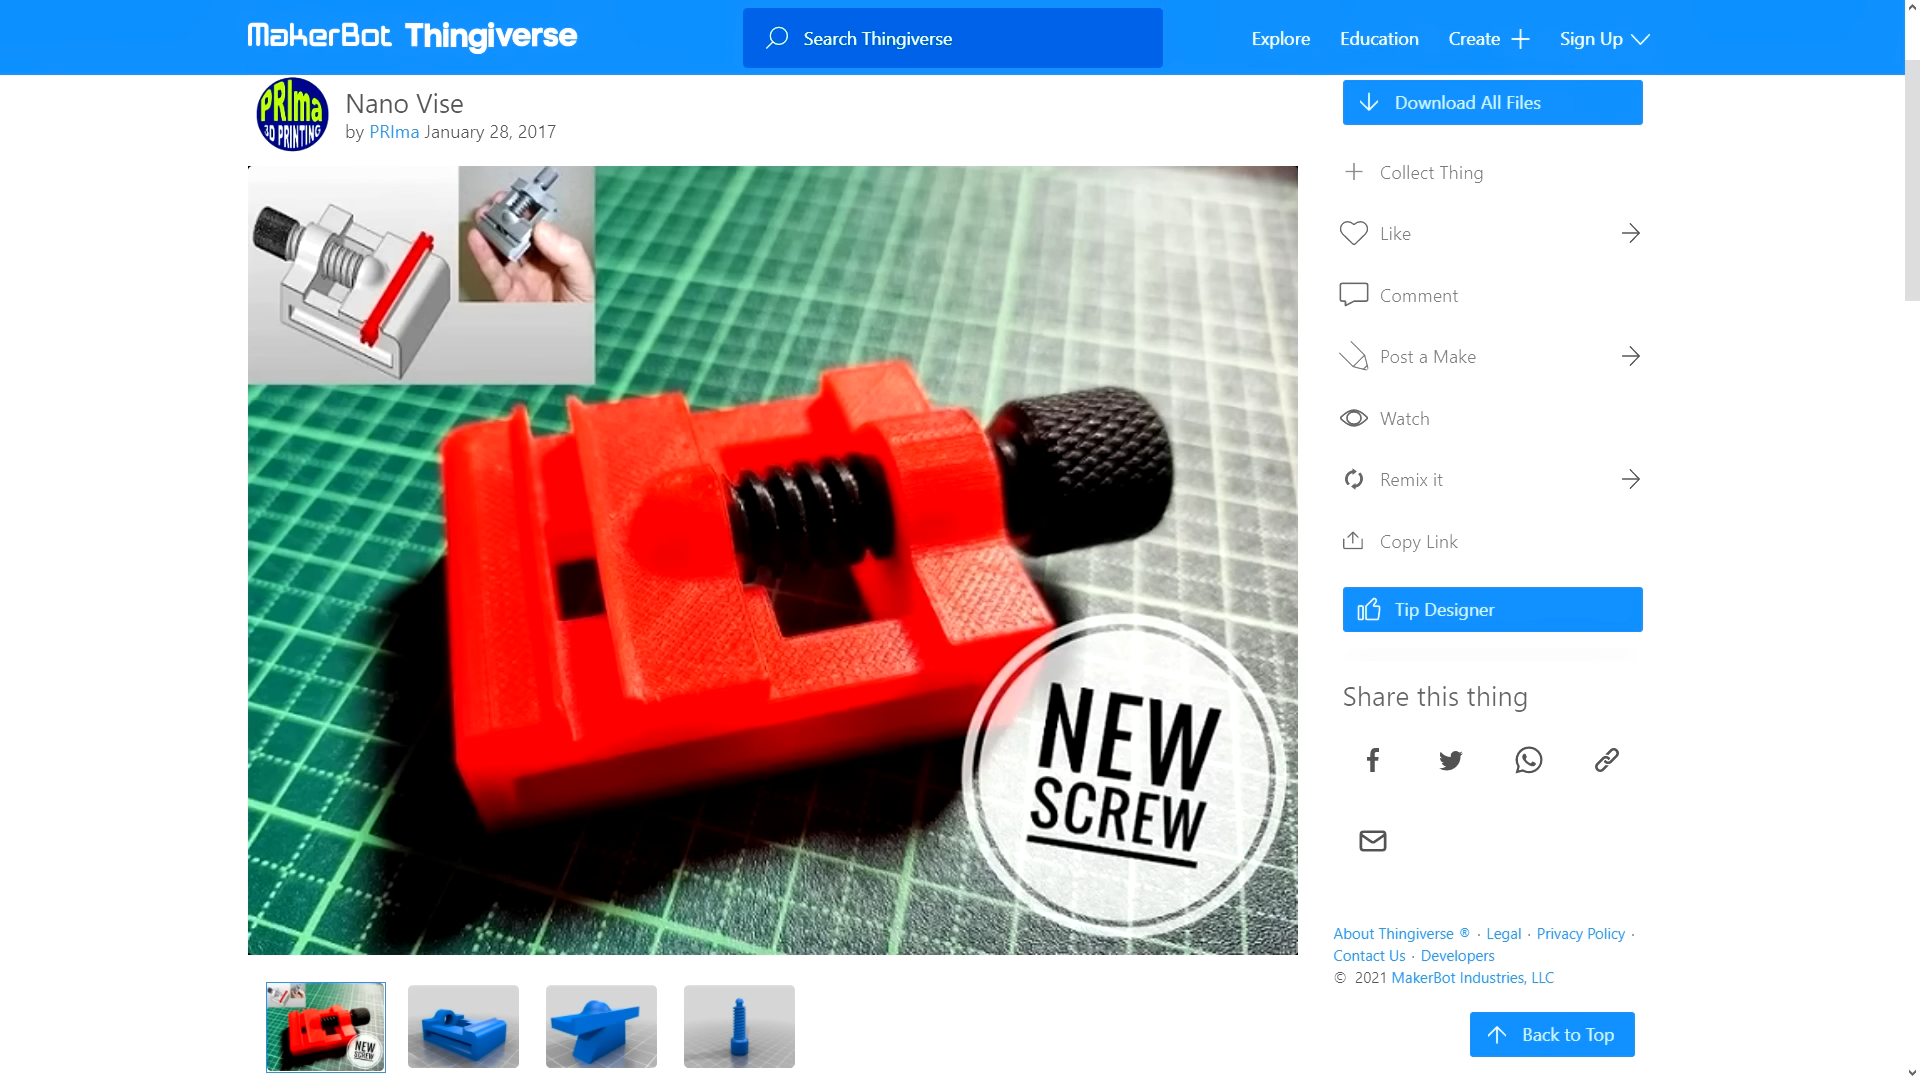 MakerBot Thingiverse
Search Thingiverse
Explore
Education
Create
Sign Up
PRIma
3D PRINTING
Nano Vise
by PRIma January 28, 2017
Download All Files
Collect Thing
Like
Comment
Post a Make
Watch
Remix it
Copy Link
Tip Designer
NEW
SCREW
Share this thing
About Thingiverse ® · Legal · Privacy Policy ·
Contact Us · Developers
© 2021 MakerBot Industries, LLC
NEW
SCREW
Back to Top